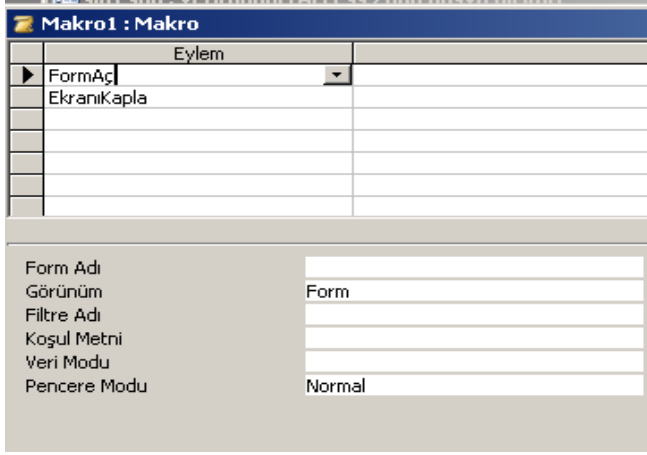 Makro1 : Makro
Eylem
FormAç
EkranıKapla
Form Adı
Görünüm Form
Filtre Adı
Koşul Metni
Veri Modu
Pencere Modu Normal